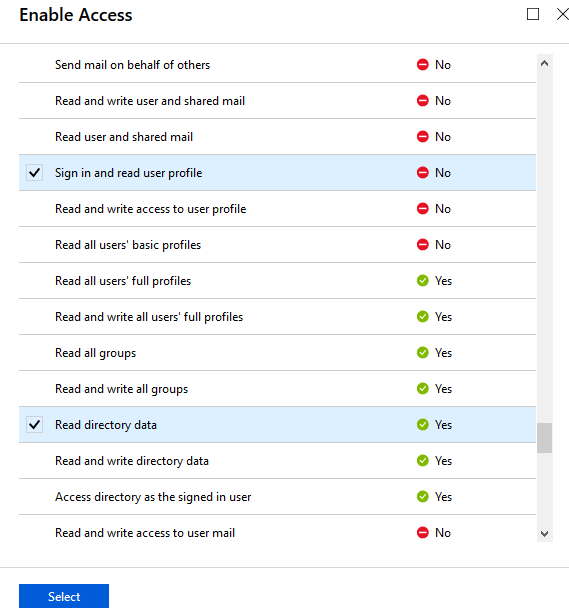 Enable Access
Send mail on behalf of others No
Read and write user and shared mail No
Read user and shared mail No
Sign in and read user profile No
Read and write access to user profile No
Read all users' basic profiles No
Read all users' full profiles Yes
Read and write all users' full profiles Yes
Read all groups Yes
Read and write all groups Yes
Read directory data Yes
Read and write directory data Yes
Access directory as the signed in user Yes
Read and write access to user mail No
Select